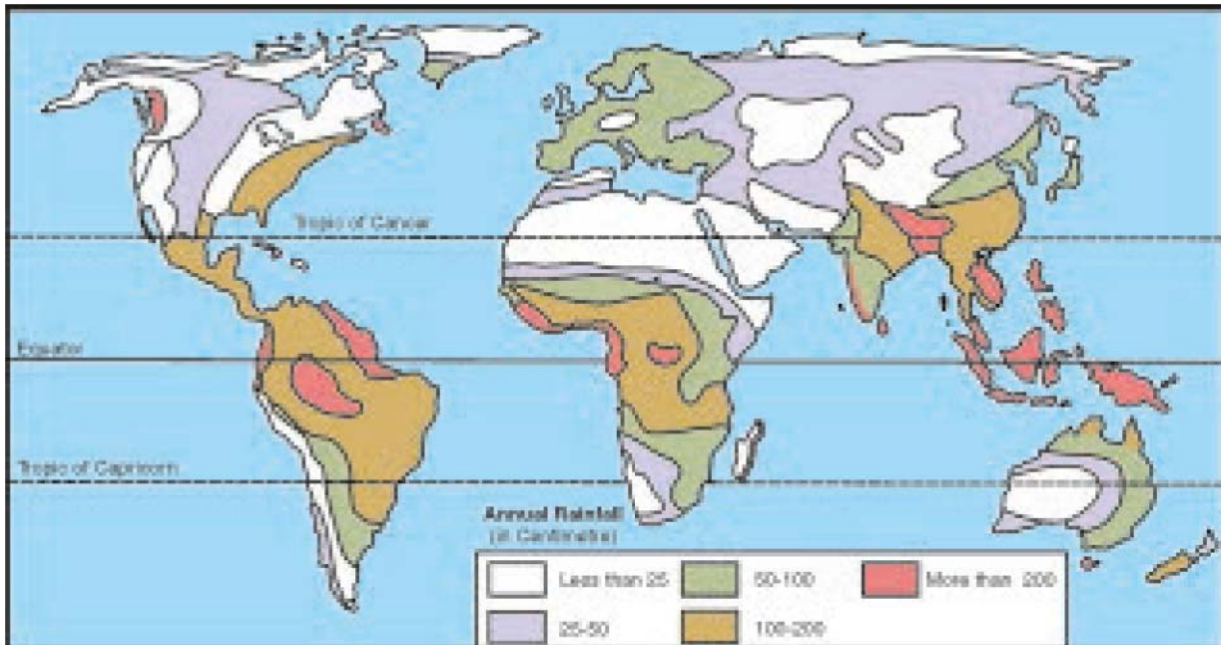 Tropic of Cancer
Equator
Tropic of Capricorn
Annual Rainfall
(in Centimetre)
Less than 25
50-100
More than 200
25-50
100-200